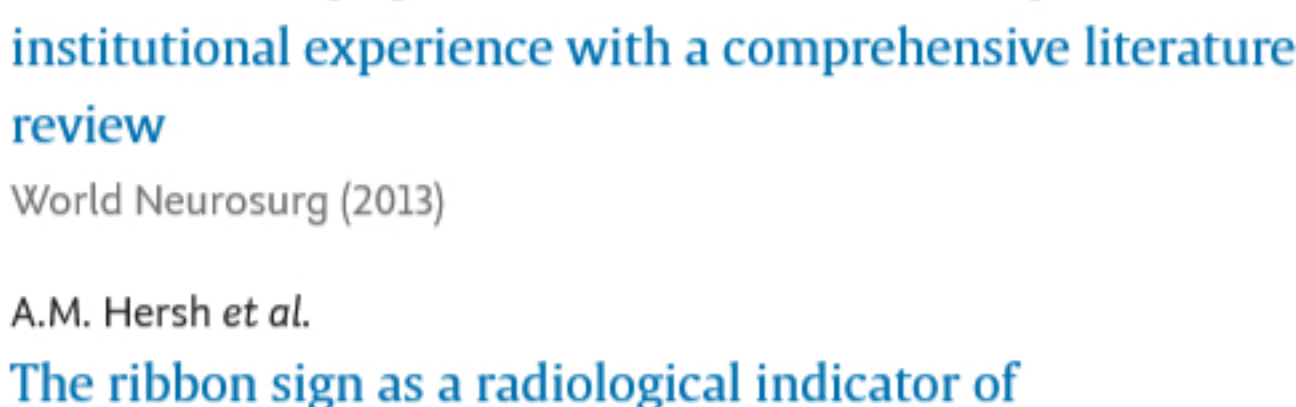 institutional experience with a comprehensive literature
review
World Neurosurg (2013)
A.M. Hersh et al.
The ribbon sign as a radiological indicator of